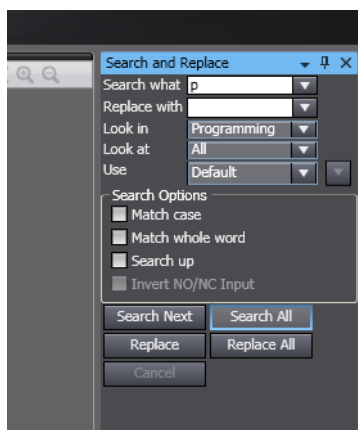 Search and Replace
Search what p
Replace with
Look in Programming
Look at All
Use Default
Search Options
Match case
Match whole word
Search up
Invert NO/NC Input
Search Next Search All
Replace Replace All
Cancel